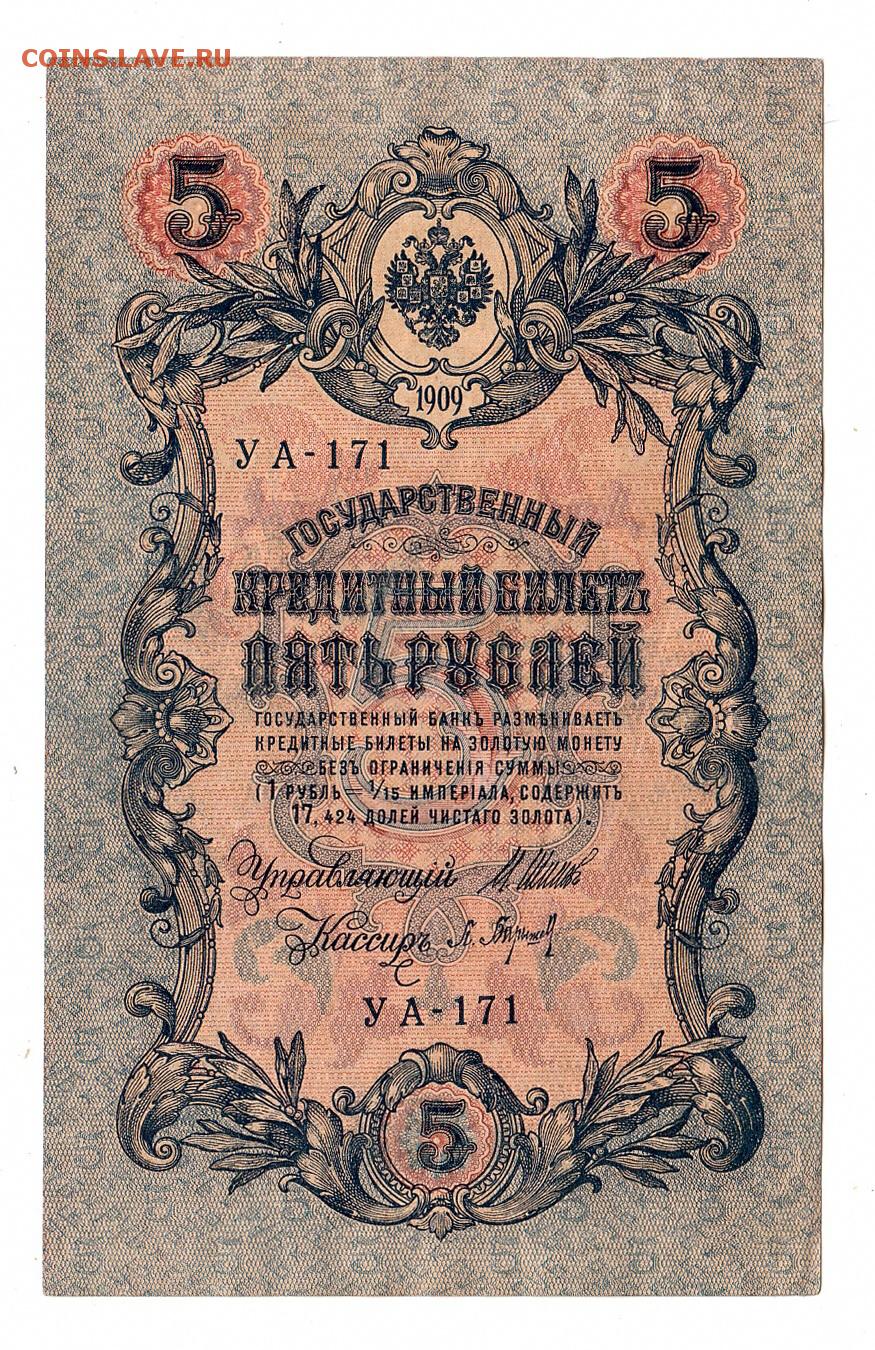 COINS.LAVE.RU
5 5
1909
УА-171
ГОСУДАРСТВЕННЫЙ
КРЕДИТНЫЙ БИЛЕТЪ
ПЯТЬ РУБЛЕЙ
ГОСУДАРСТВЕННЫЙ БАНКЪ РАЗМѢНИВАЕТЪ
КРЕДИТНЫЕ БИЛЕТЫ НА ЗОЛОТУЮ МОНЕТУ
БЕЗЪ ОГРАНИЧЕНІЯ СУММЫ
(1 РУБЛЬ = 1/15 ИМПЕРІАЛА, СОДЕРЖИТЪ
17,424 ДОЛЕЙ ЧИСТАГО ЗОЛОТА).
Управляющій
Кассиръ
УА-171
5